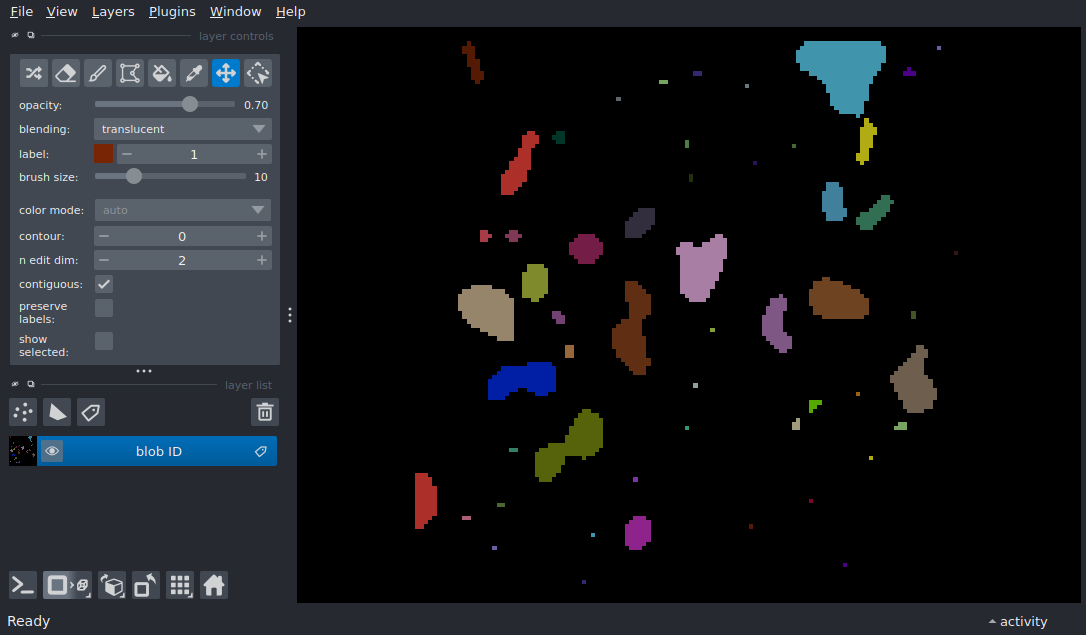 File View Layers Plugins Window Help
layer controls
opacity: 0.70
blending: translucent
label: 1
brush size: 10
color mode: auto
contour: 0
n edit dim: 2
contiguous:
preserve
labels:
show
selected:
layer list
blob ID
Ready
activity